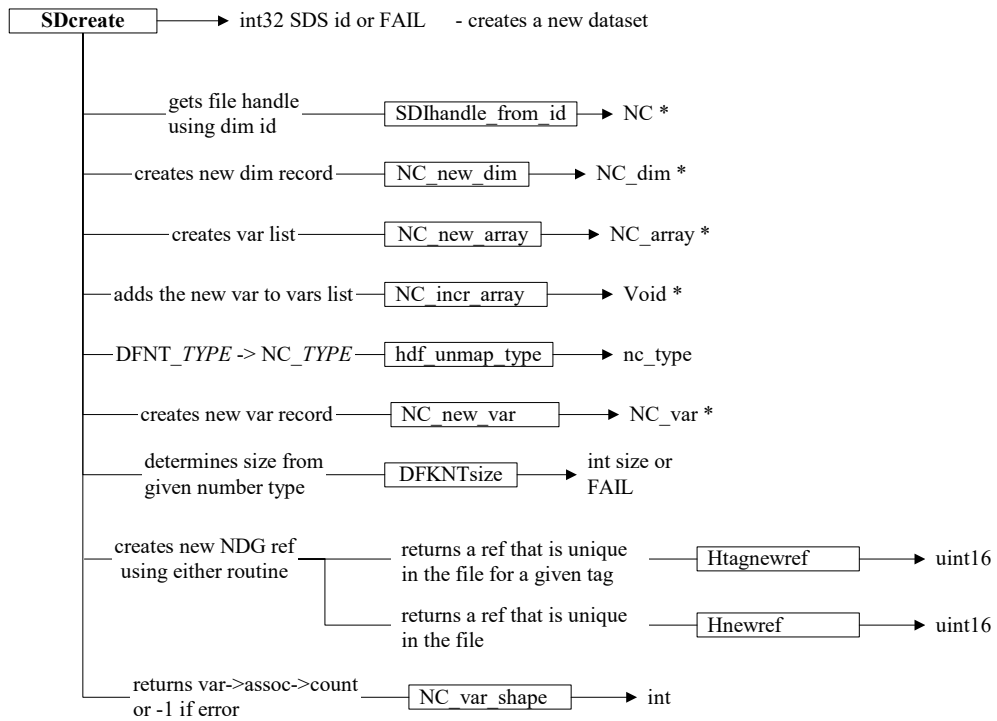 SDcreate int32 SDS id or FAIL - creates a new dataset
gets file handle
using dim id
SDIhandle_from_id NC *
creates new dim record NC_new_dim NC_dim *
creates var list NC_new_array NC_array *
adds the new var to vars list NC_incr_array Void *
DFNT_TYPE -> NC_TYPE hdf_unmap_type nc_type
creates new var record NC_new_var NC_var *
determines size from
given number type
DFKNTsize
int size or
FAIL
creates new NDG ref
using either routine
returns a ref that is unique
in the file for a given tag
Htagnewref uint16
returns a ref that is unique
in the file
Hnewref uint16
returns var->assoc->count
or -1 if error
NC_var_shape int